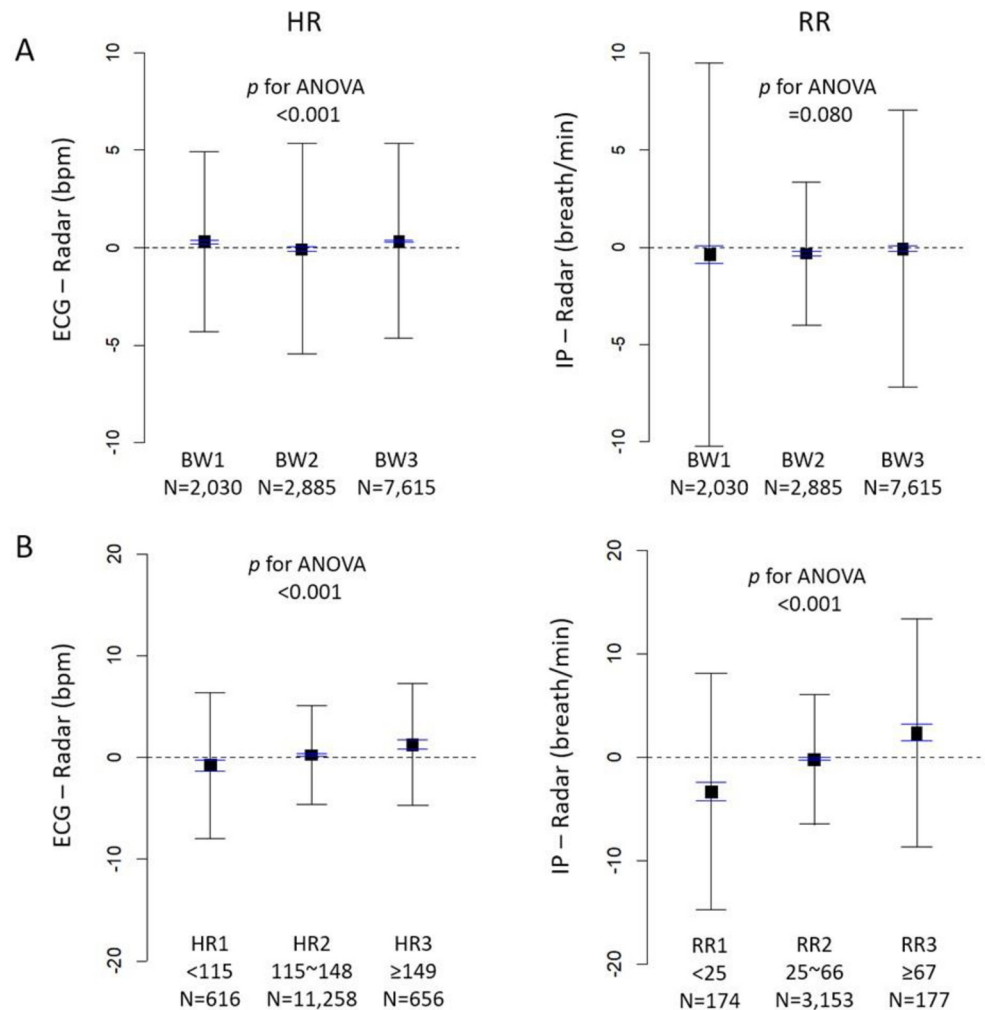 HR
RR
A
ECG – Radar (bpm)
10
5
0
-5
-10
p for ANOVA
<0.001
BW1 BW2 BW3
N=2,030 N=2,885 N=7,615
IP – Radar (breath/min)
10
5
0
-5
-10
p for ANOVA
=0.080
BW1 BW2 BW3
N=2,030 N=2,885 N=7,615
B
ECG – Radar (bpm)
20
10
0
-10
-20
p for ANOVA
<0.001
HR1 HR2 HR3
<115 115~148 ≥149
N=616 N=11,258 N=656
IP – Radar (breath/min)
20
10
0
-10
-20
p for ANOVA
<0.001
RR1 RR2 RR3
<25 25~66 ≥67
N=174 N=3,153 N=177